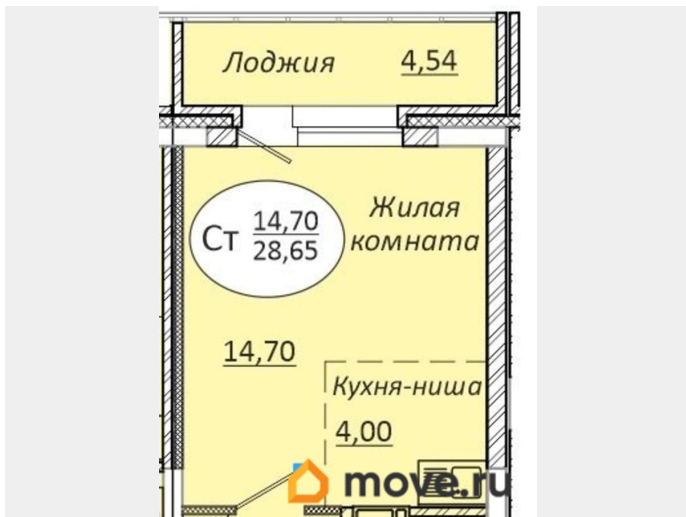 Лоджия 4,54
Жилая
комната
Ст 14,70
28,65
14,70
Кухня-ниша
4,00
move.ru